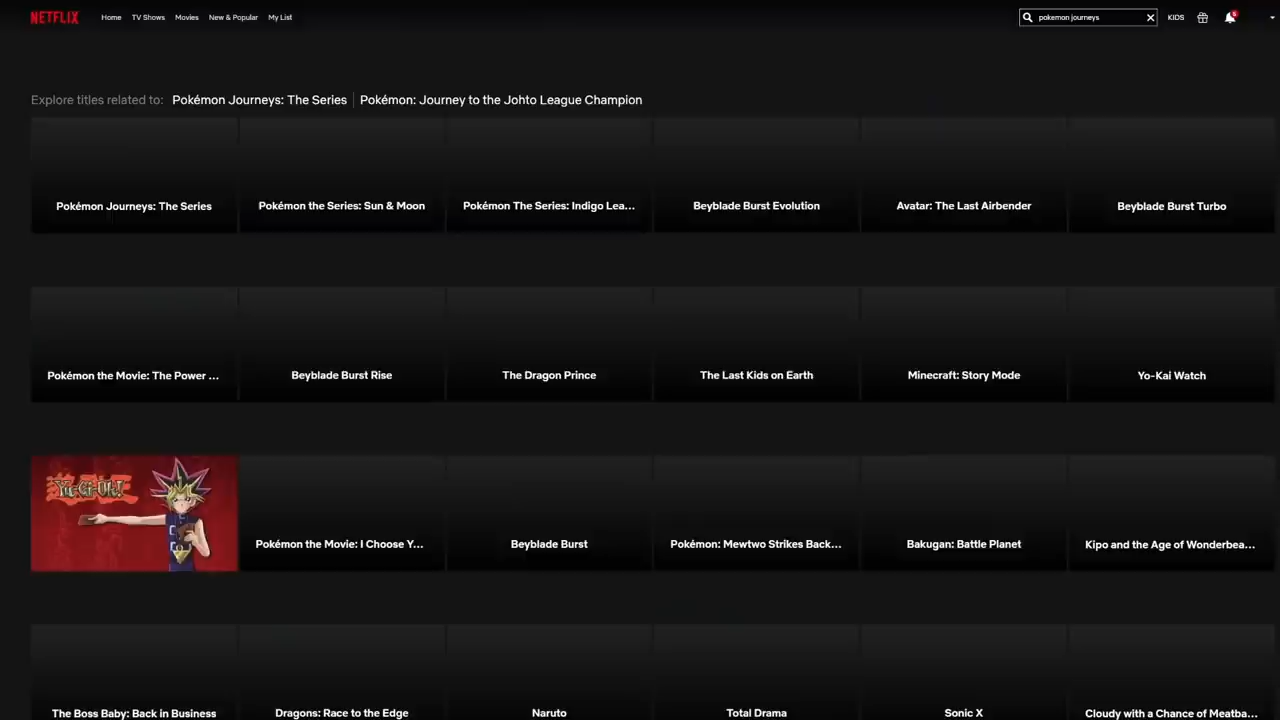 NETFLIX Home TV Shows Movies New & Popular My List pokemon journeys KIDS 5
Explore titles related to: Pokémon Journeys: The Series | Pokémon: Journey to the Johto League Champion
Pokémon Journeys: The Series Pokémon the Series: Sun & Moon Pokémon The Series: Indigo Lea... Beyblade Burst Evolution Avatar: The Last Airbender Beyblade Burst Turbo
Pokémon the Movie: The Power ... Beyblade Burst Rise The Dragon Prince The Last Kids on Earth Minecraft: Story Mode Yo-Kai Watch
Yu-Gi-Oh!
Pokémon the Movie: I Choose Y... Beyblade Burst Pokémon: Mewtwo Strikes Back... Bakugan: Battle Planet Kipo and the Age of Wonderbea...
The Boss Baby: Back in Business Dragons: Race to the Edge Naruto Total Drama Sonic X Cloudy with a Chance of Meatba...